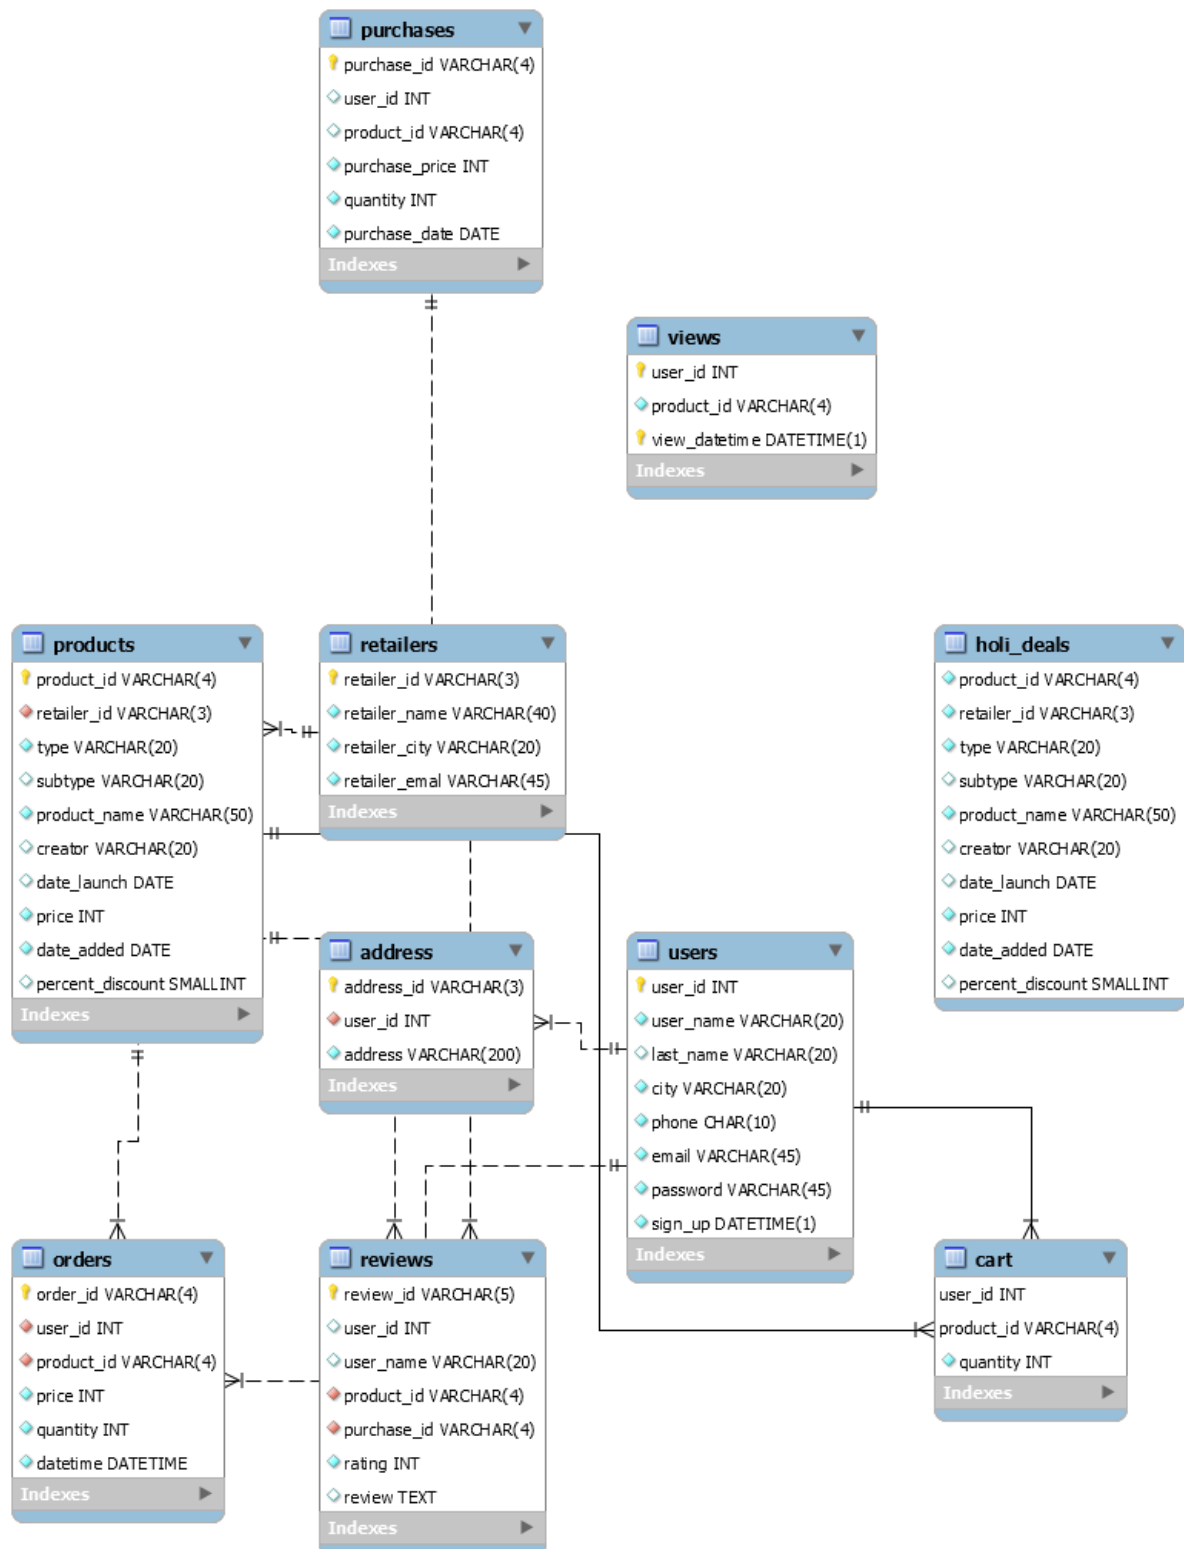 purchases
purchase_id VARCHAR(4)
user_id INT
product_id VARCHAR(4)
purchase_price INT
quantity INT
purchase_date DATE
Indexes
views
user_id INT
product_id VARCHAR(4)
view_datetime DATETIME(1)
Indexes
products
product_id VARCHAR(4)
retailer_id VARCHAR(3)
type VARCHAR(20)
subtype VARCHAR(20)
product_name VARCHAR(50)
creator VARCHAR(20)
date_launch DATE
price INT
date_added DATE
percent_discount SMALLINT
Indexes
retailers
retailer_id VARCHAR(3)
retailer_name VARCHAR(40)
retailer_city VARCHAR(20)
retailer_emal VARCHAR(45)
Indexes
holi_deals
product_id VARCHAR(4)
retailer_id VARCHAR(3)
type VARCHAR(20)
subtype VARCHAR(20)
product_name VARCHAR(50)
creator VARCHAR(20)
date_launch DATE
price INT
date_added DATE
percent_discount SMALLINT
address
address_id VARCHAR(3)
user_id INT
address VARCHAR(200)
Indexes
users
user_id INT
user_name VARCHAR(20)
last_name VARCHAR(20)
city VARCHAR(20)
phone CHAR(10)
email VARCHAR(45)
password VARCHAR(45)
sign_up DATETIME(1)
Indexes
orders
order_id VARCHAR(4)
user_id INT
product_id VARCHAR(4)
price INT
quantity INT
datetime DATETIME
Indexes
reviews
review_id VARCHAR(5)
user_id INT
user_name VARCHAR(20)
product_id VARCHAR(4)
purchase_id VARCHAR(4)
rating INT
review TEXT
Indexes
cart
user_id INT
product_id VARCHAR(4)
quantity INT
Indexes